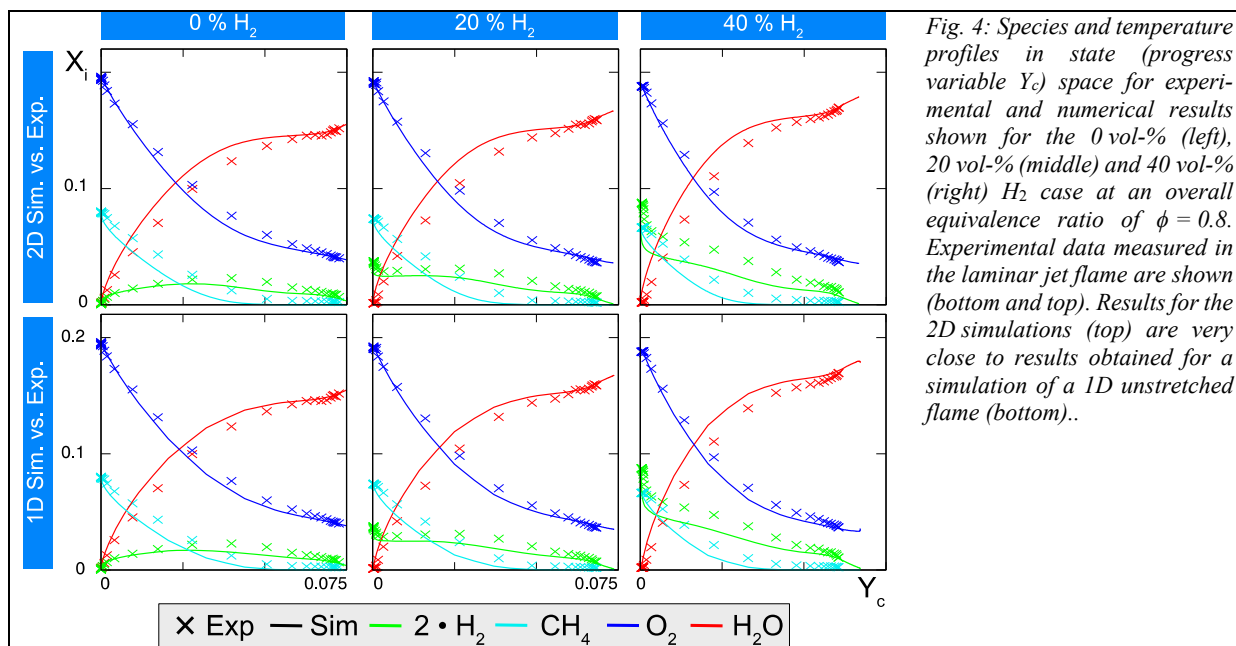 0 % H₂
20 % H₂
40 % H₂
X_i
2D Sim. vs. Exp.
0.1
0
1D Sim. vs. Exp.
0.2
0.1
0
0
0.075
0
0.075
0
Y_c
× Exp — Sim — 2 • H₂ — CH₄ — O₂ — H₂O
Fig. 4: Species and temperature
profiles in state (progress
variable Yc) space for experi-
mental and numerical results
shown for the 0 vol-% (left),
20 vol-% (middle) and 40 vol-%
(right) H₂ case at an overall
equivalence ratio of ϕ = 0.8.
Experimental data measured in
the laminar jet flame are shown
(bottom and top). Results for the
2D simulations (top) are very
close to results obtained for a
simulation of a 1D unstretched
flame (bottom)..